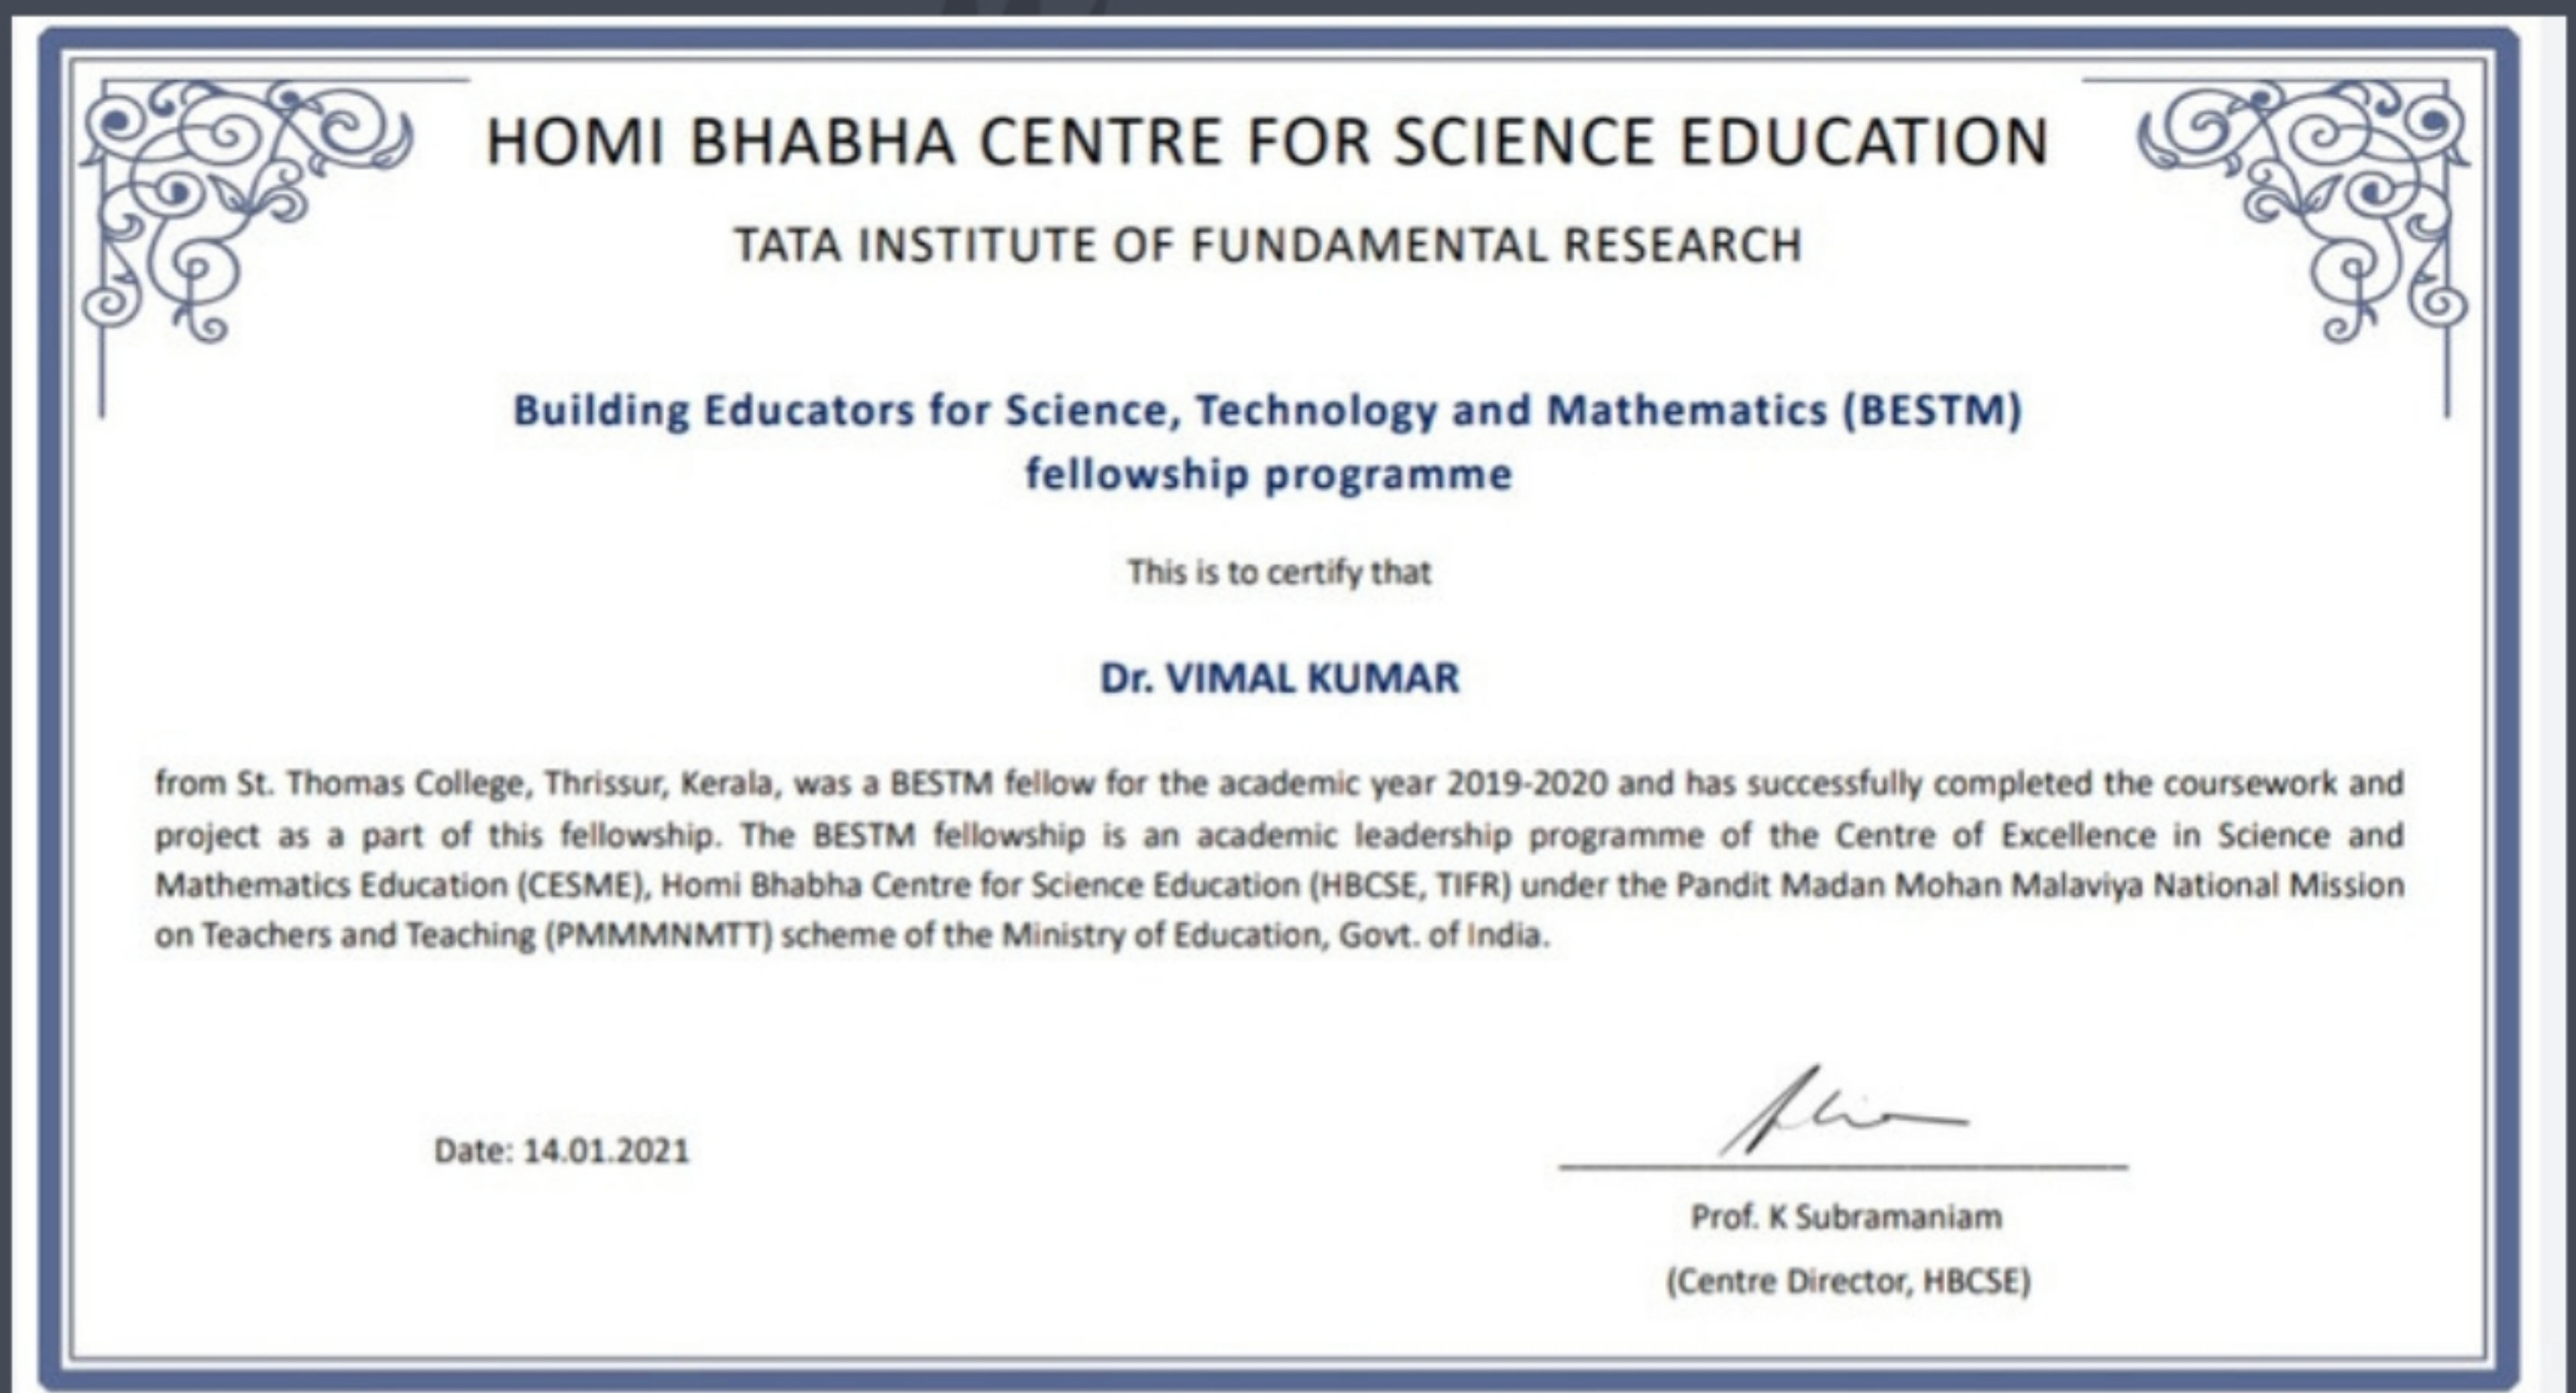 HOMI BHABHA CENTRE FOR SCIENCE EDUCATION
TATA INSTITUTE OF FUNDAMENTAL RESEARCH
Building Educators for Science, Technology and Mathematics (BESTM)
fellowship programme
This is to certify that
Dr. VIMAL KUMAR
from St. Thomas College, Thrissur, Kerala, was a BESTM fellow for the academic year 2019-2020 and has successfully completed the coursework and
project as a part of this fellowship. The BESTM fellowship is an academic leadership programme of the Centre of Excellence in Science and
Mathematics Education (CESME), Homi Bhabha Centre for Science Education (HBCSE, TIFR) under the Pandit Madan Mohan Malaviya National Mission
on Teachers and Teaching (PMMMNMTT) scheme of the Ministry of Education, Govt. of India.
Date: 14.01.2021
Prof. K Subramaniam
(Centre Director, HBCSE)